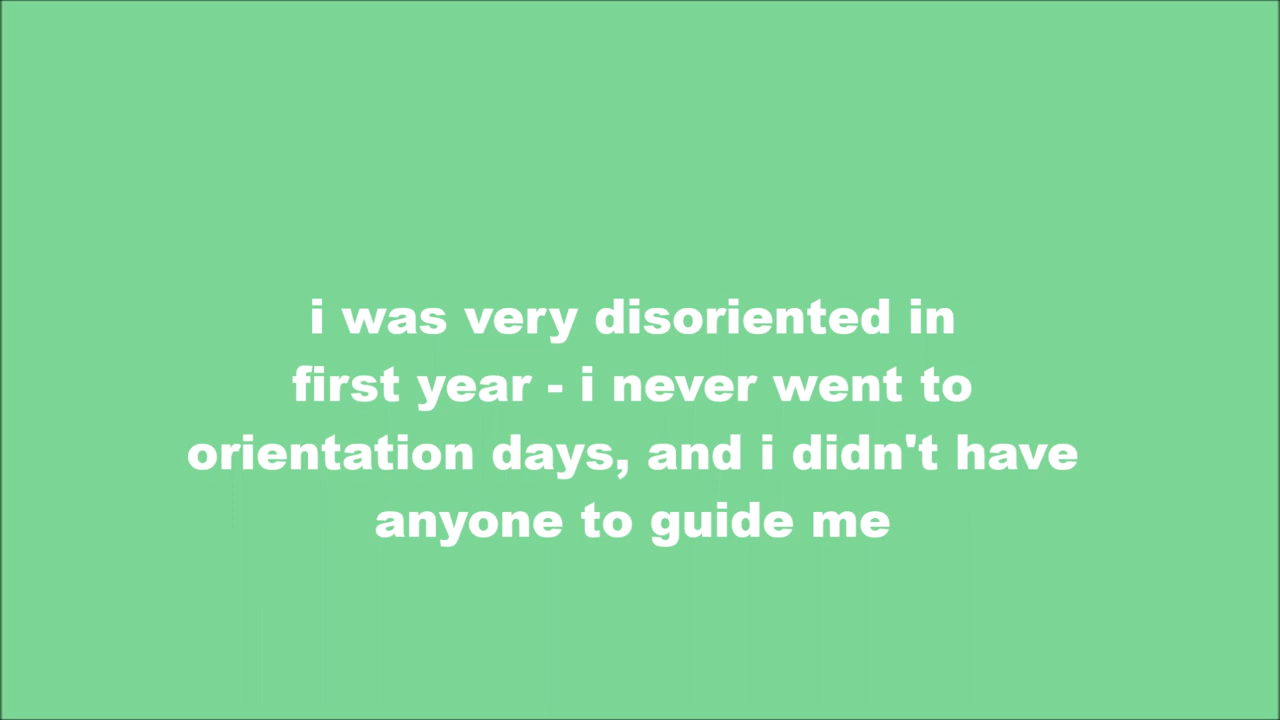 i was very disoriented in
first year - i never went to
orientation days, and i didn't have
anyone to guide me